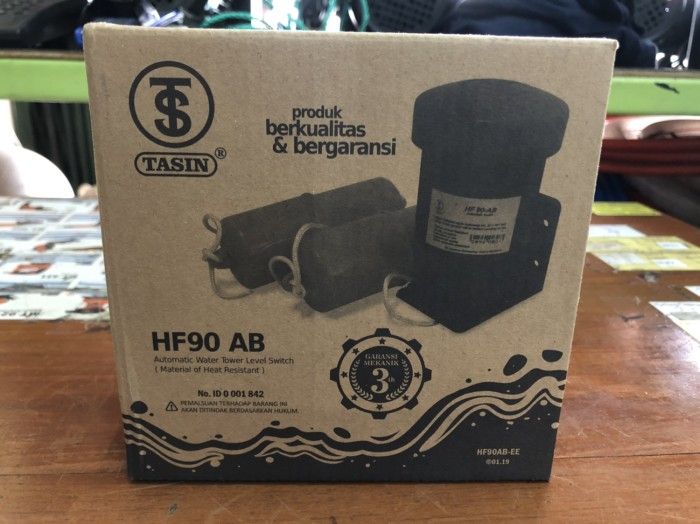 TS
TASIN ®
produk
berkualitas
& bergaransi
HF 90-AB
HF90 AB
Automatic Water Tower Level Switch
( Material of Heat Resistant )
No. ID 0 001 842
PEMALSUAN TERHADAP BARANG INI
AKAN DITINDAK BERDASARKAN HUKUM.
GARANSI
MEKANIK
3
HF90AB-EE
®01.19